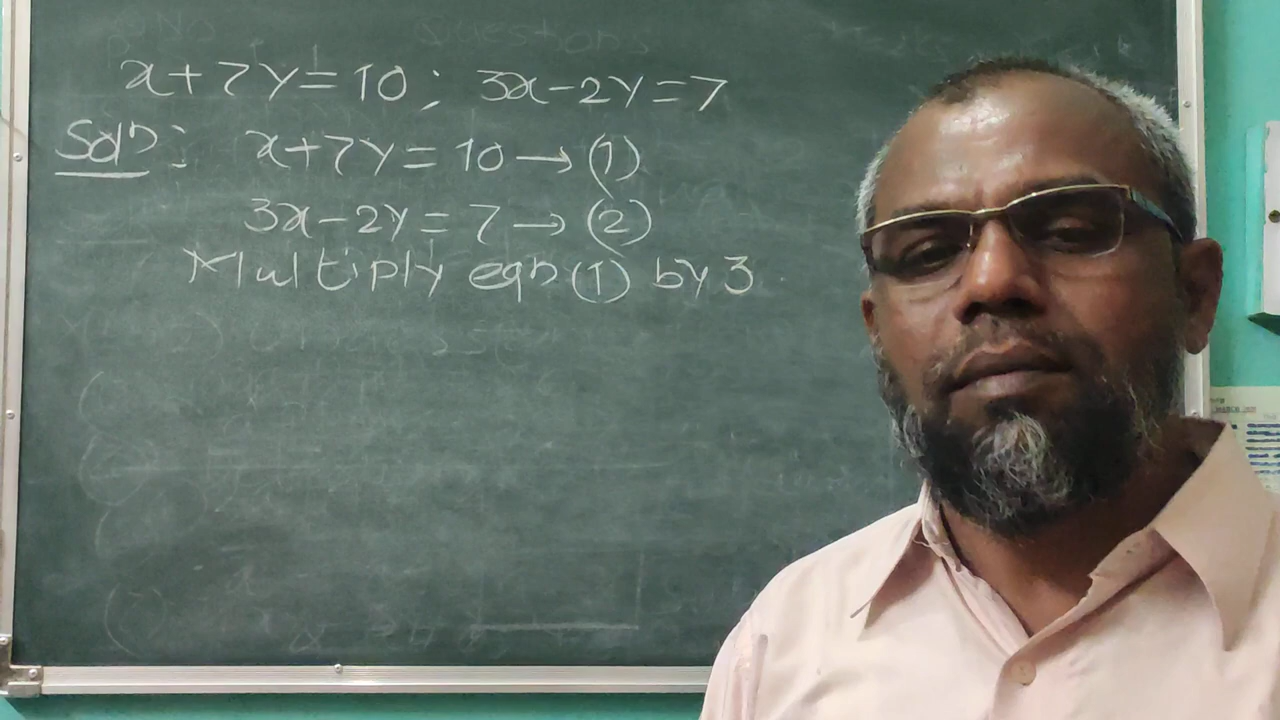 x+7y=10; 3x-2y=7
Soln: x+7y=10→(1)
3x-2y=7→(2)
Multiply eqn(1) by 3